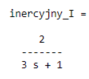 inercyjny_I =
2
-------
3 s + 1